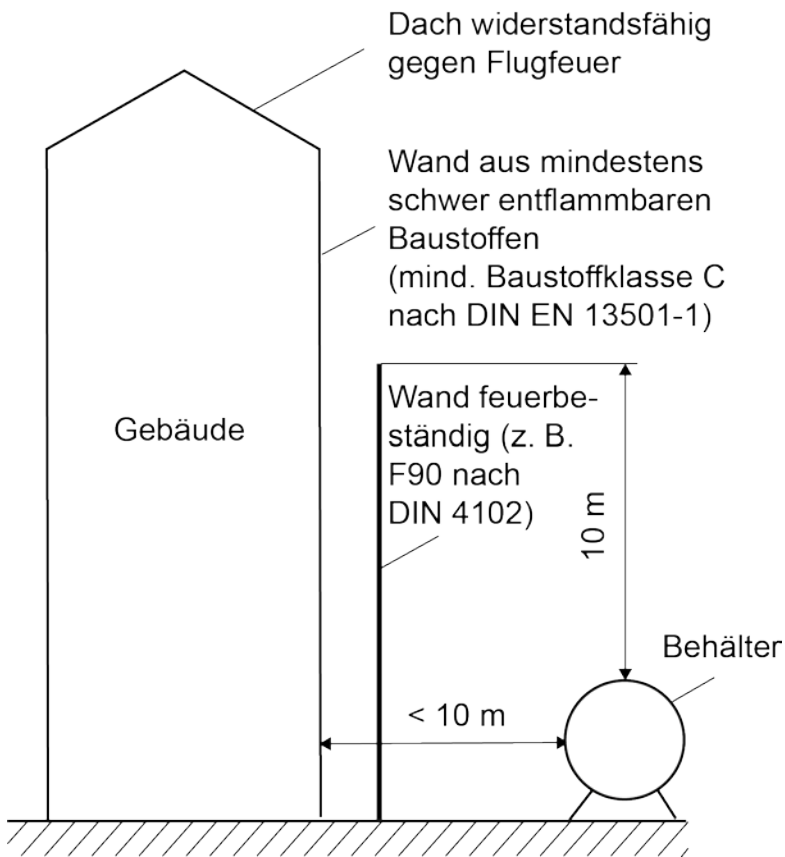 Dach widerstandsfähig
gegen Flugfeuer
Wand aus mindestens
schwer entflammbaren
Baustoffen
(mind. Baustoffklasse C
nach DIN EN 13501-1)
Gebäude
Wand feuerbe-
ständig (z. B.
F90 nach
DIN 4102)
10 m
Behälter
< 10 m